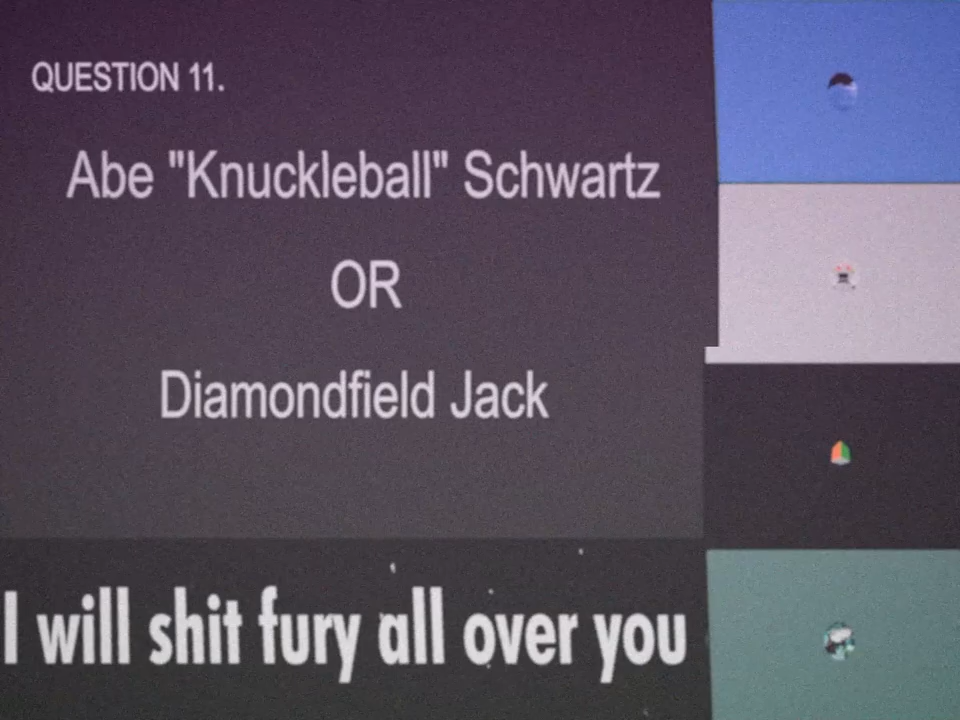 QUESTION 11.
Abe "Knuckleball" Schwartz
OR
Diamondfield Jack
I will shit fury all over you